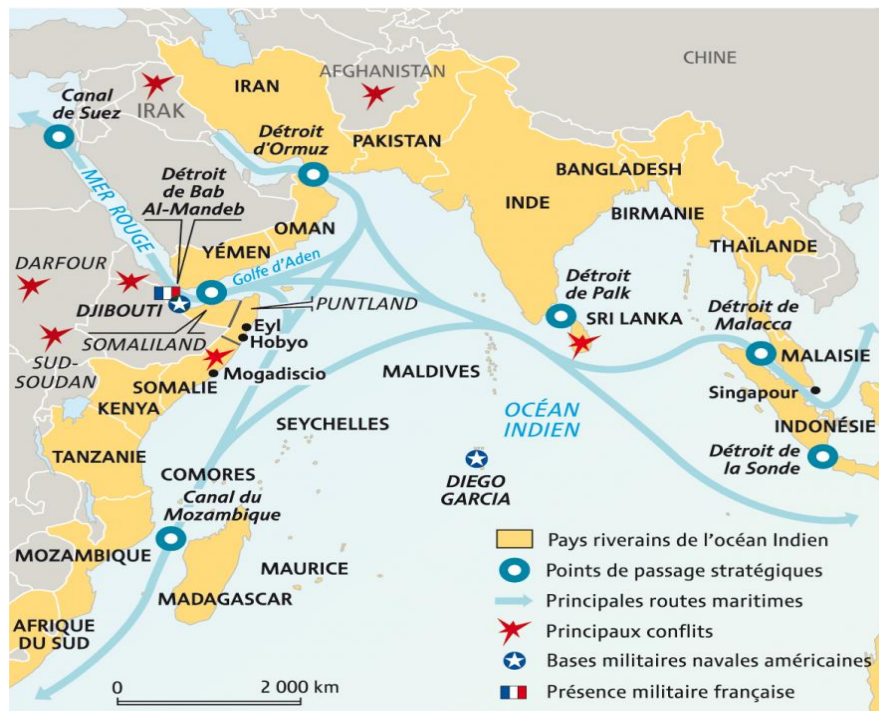 CHINE
AFGHANISTAN
IRAN
IRAK
Canal
de Suez
PAKISTAN
Détroit
d'Ormuz
BANGLADESH
MER ROUGE
Détroit
de Bab
Al-Mandeb
INDE
BIRMANIE
OMAN
YÉMEN
THAÏLANDE
DARFOUR
Golfe d'Aden
Détroit
de Palk
DJIBOUTI
PUNTLAND
SRI LANKA
Détroit de
Malacca
SOMALILAND
Eyl
Hobyo
SUD-
SOUDAN
MALAISIE
SOMALIE
Mogadiscio
MALDIVES
Singapour
KENYA
OCÉAN
INDIEN
SEYCHELLES
INDONÉSIE
TANZANIE
Détroit de
la Sonde
COMORES
DIEGO
GARCIA
Canal du
Mozambique
MOZAMBIQUE
MAURICE
MADAGASCAR
AFRIQUE
DU SUD
Pays riverains de l'océan Indien
Points de passage stratégiques
Principales routes maritimes
Principaux conflits
Bases militaires navales américaines
Présence militaire française
0 2 000 km